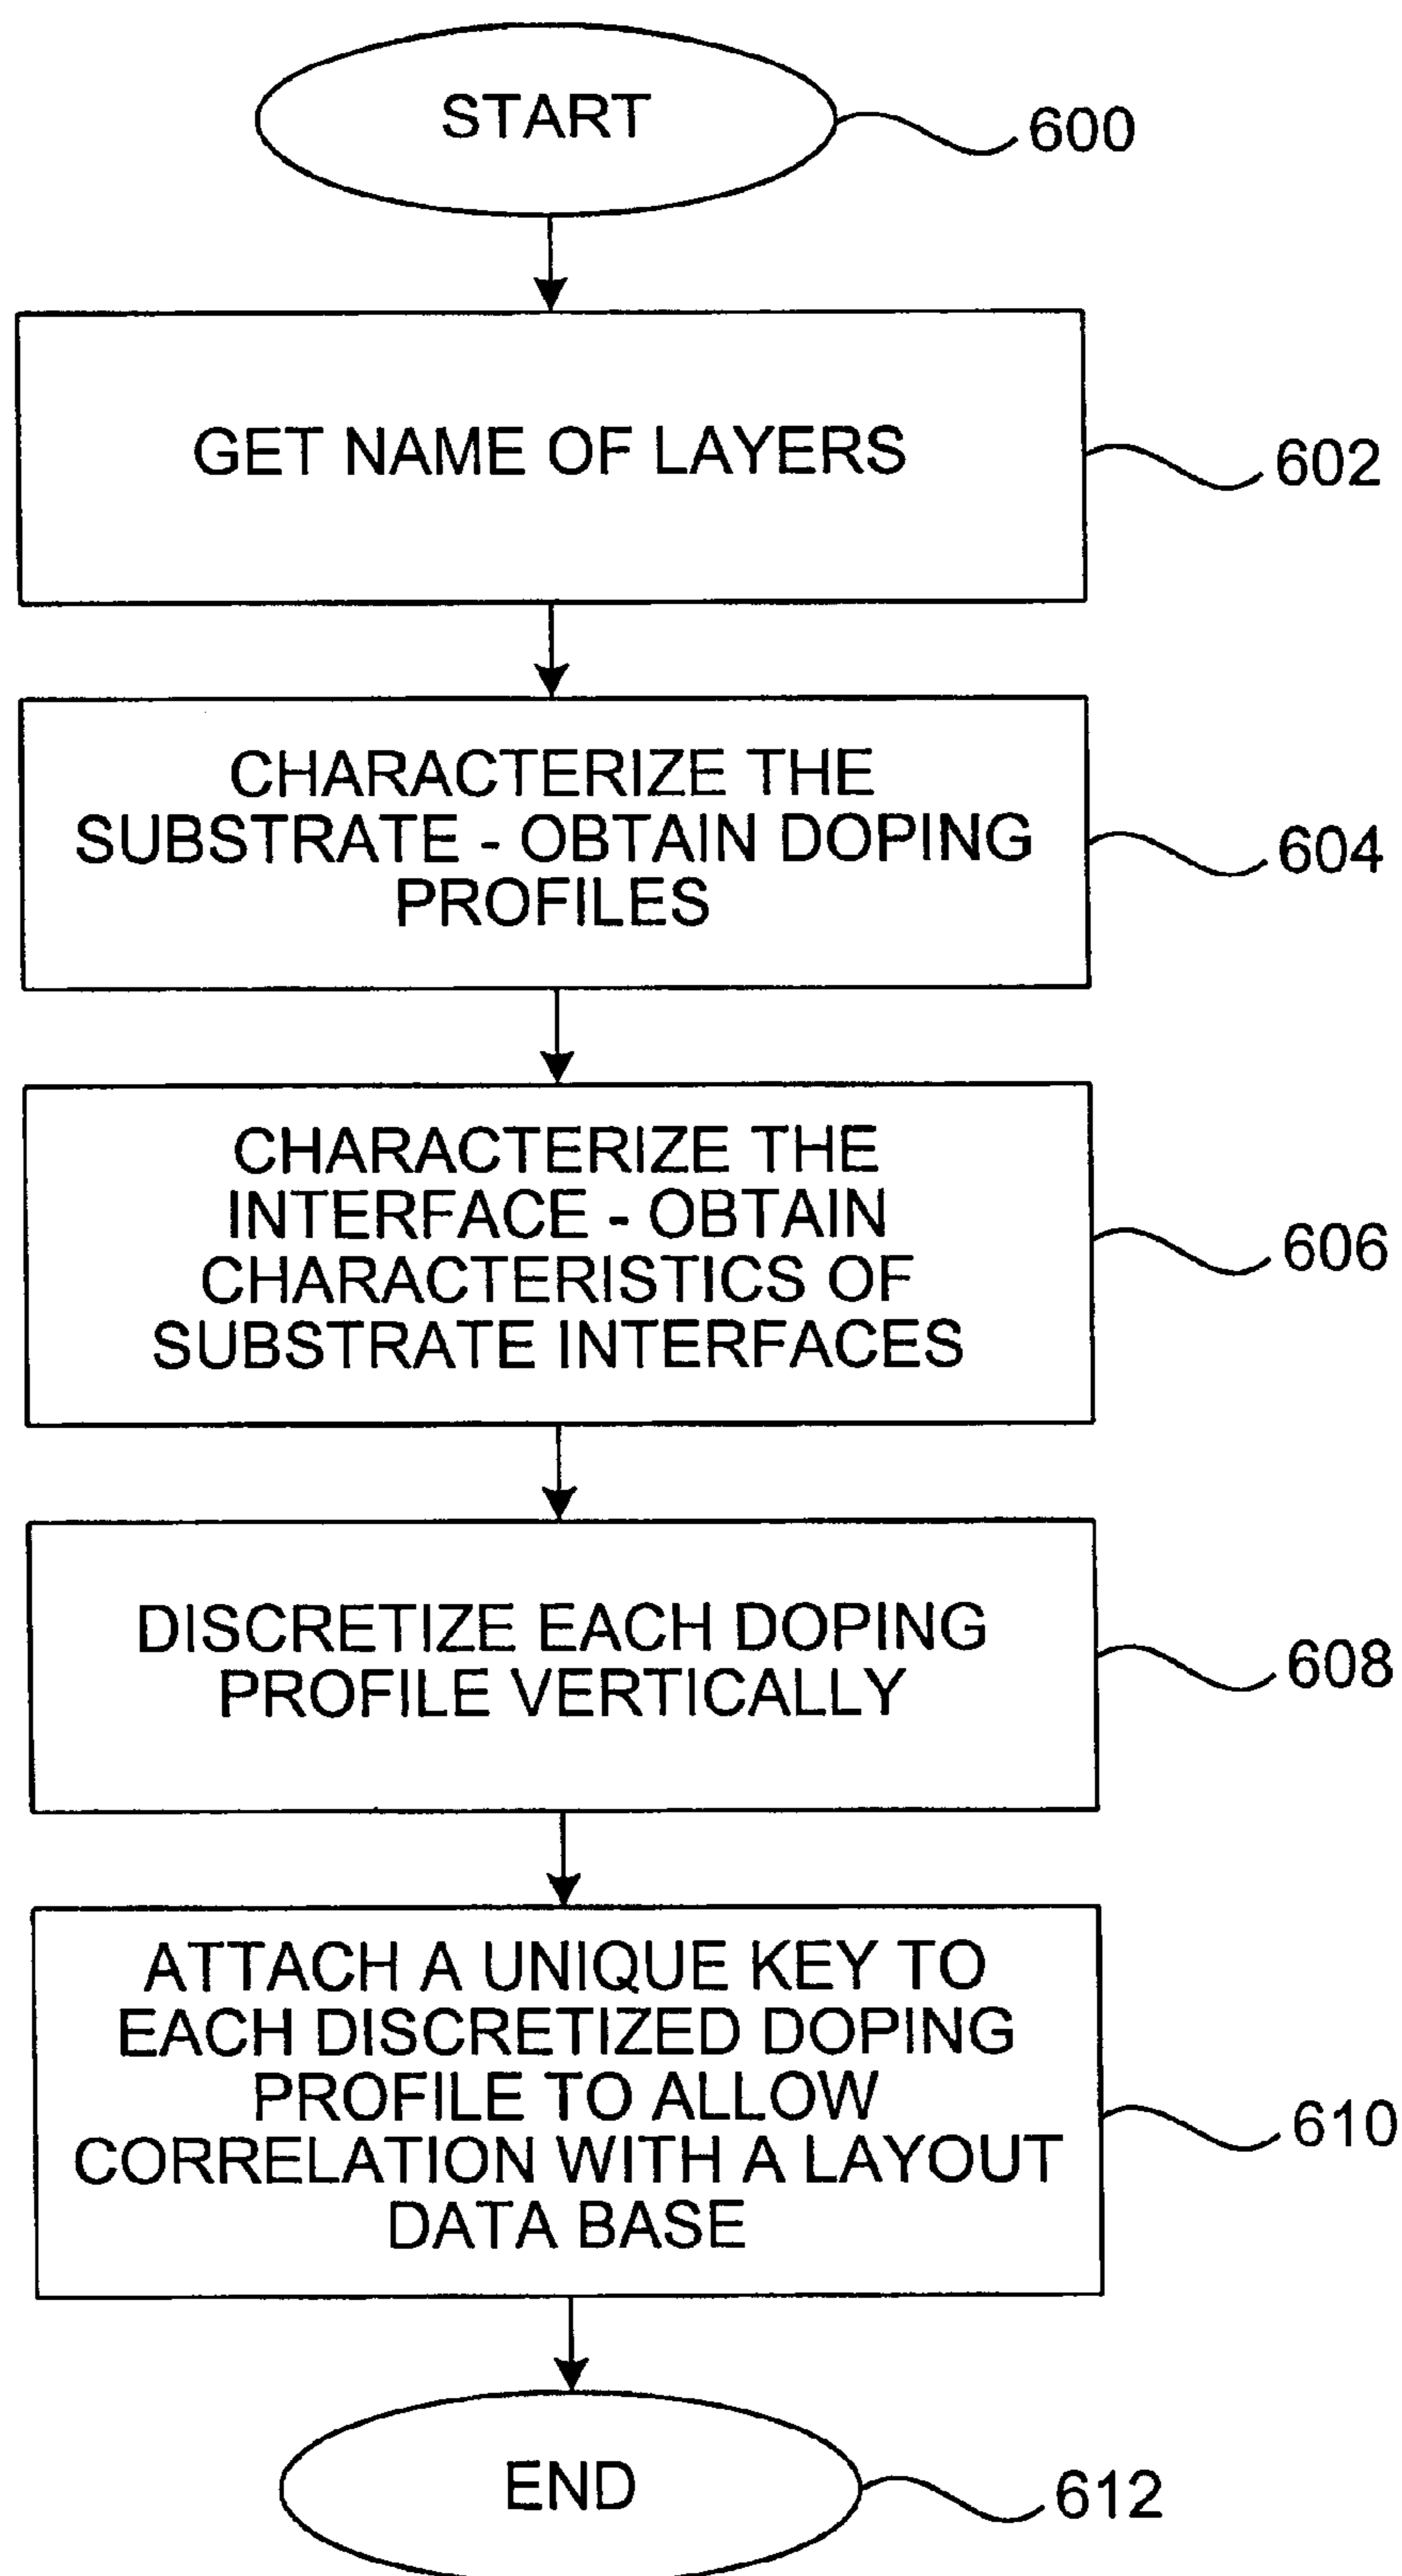 START
600
GET NAME OF LAYERS
602
CHARACTERIZE THE
SUBSTRATE - OBTAIN DOPING
PROFILES
604
CHARACTERIZE THE
INTERFACE - OBTAIN
CHARACTERISTICS OF
SUBSTRATE INTERFACES
606
DISCRETIZE EACH DOPING
PROFILE VERTICALLY
608
ATTACH A UNIQUE KEY TO
EACH DISCRETIZED DOPING
PROFILE TO ALLOW
CORRELATION WITH A LAYOUT
DATA BASE
610
END
612